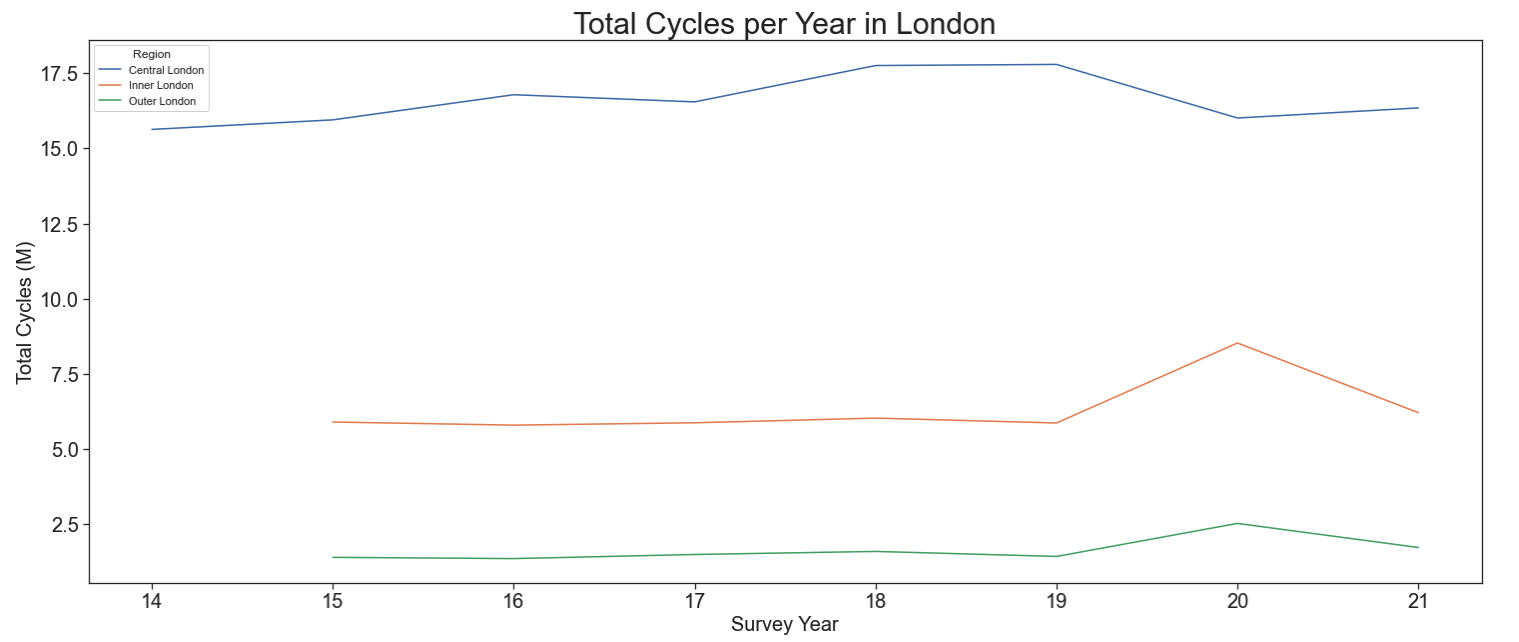 Total Cycles per Year in London
Region
Central London
Inner London
Outer London
Total Cycles (M)
17.5
15.0
12.5
10.0
7.5
5.0
2.5
14 15 16 17 18 19 20 21
Survey Year